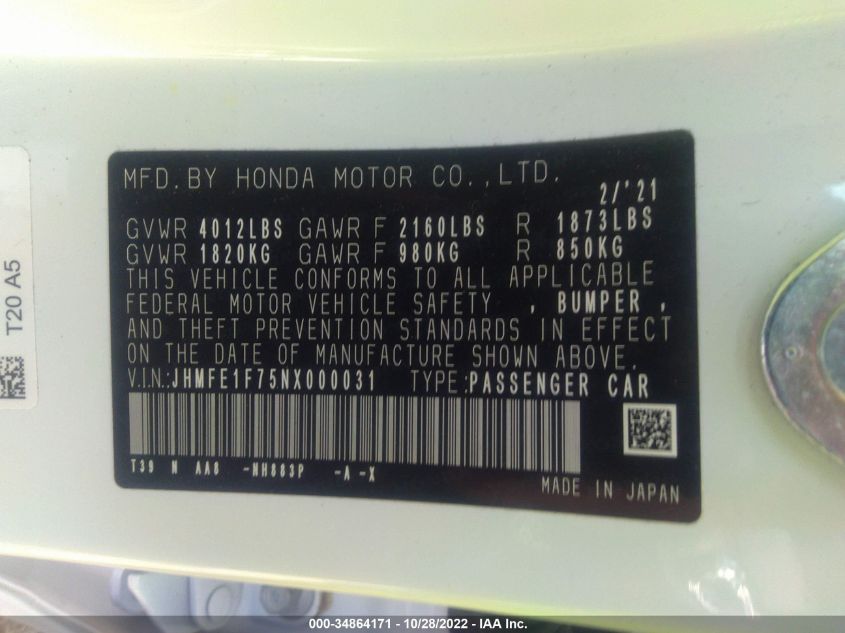 MFD. BY HONDA MOTOR CO., LTD.
2/'21
GVWR 4012LBS GAWR F 2160LBS R 1873LBS
GVWR 1820KG GAWR F 980KG R 850KG
THIS VEHICLE CONFORMS TO ALL APPLICABLE
FEDERAL MOTOR VEHICLE SAFETY , BUMPER ,
AND THEFT PREVENTION STANDARDS IN EFFECT
ON THE DATE OF MANUFACTURE SHOWN ABOVE.
V.I.N.:JHMFE1F75NX000031 TYPE:PASSENGER CAR
T39 N AA8 -NH883P -A -X
MADE IN JAPAN
T20 A5
000-34864171 - 10/28/2022 - IAA Inc.